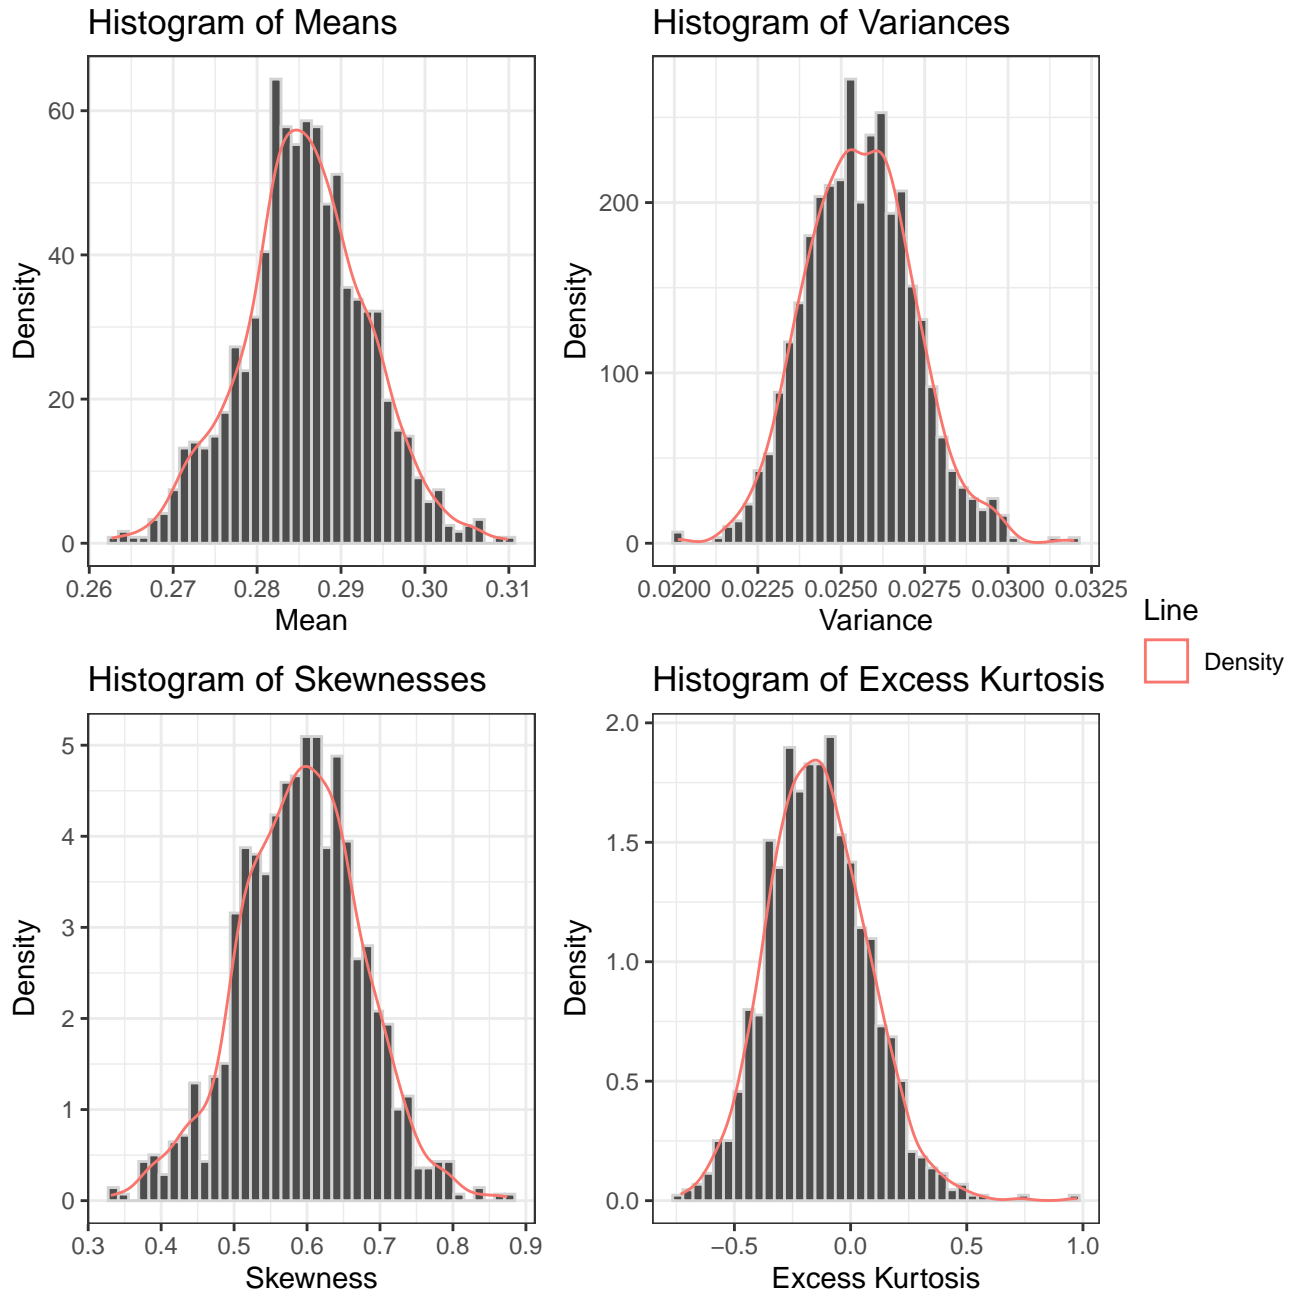 Histogram of Means
60
40
20
0
Density
0.26 0.27 0.28 0.29 0.30 0.31
Mean
Histogram of Variances
200
100
0
Density
0.0200 0.0225 0.0250 0.0275 0.0300 0.0325
Variance
Histogram of Skewnesses
5
4
3
2
1
0
Density
0.3 0.4 0.5 0.6 0.7 0.8 0.9
Skewness
Histogram of Excess Kurtosis
2.0
1.5
1.0
0.5
0.0
Density
−0.5 0.0 0.5 1.0
Excess Kurtosis
Line
Density